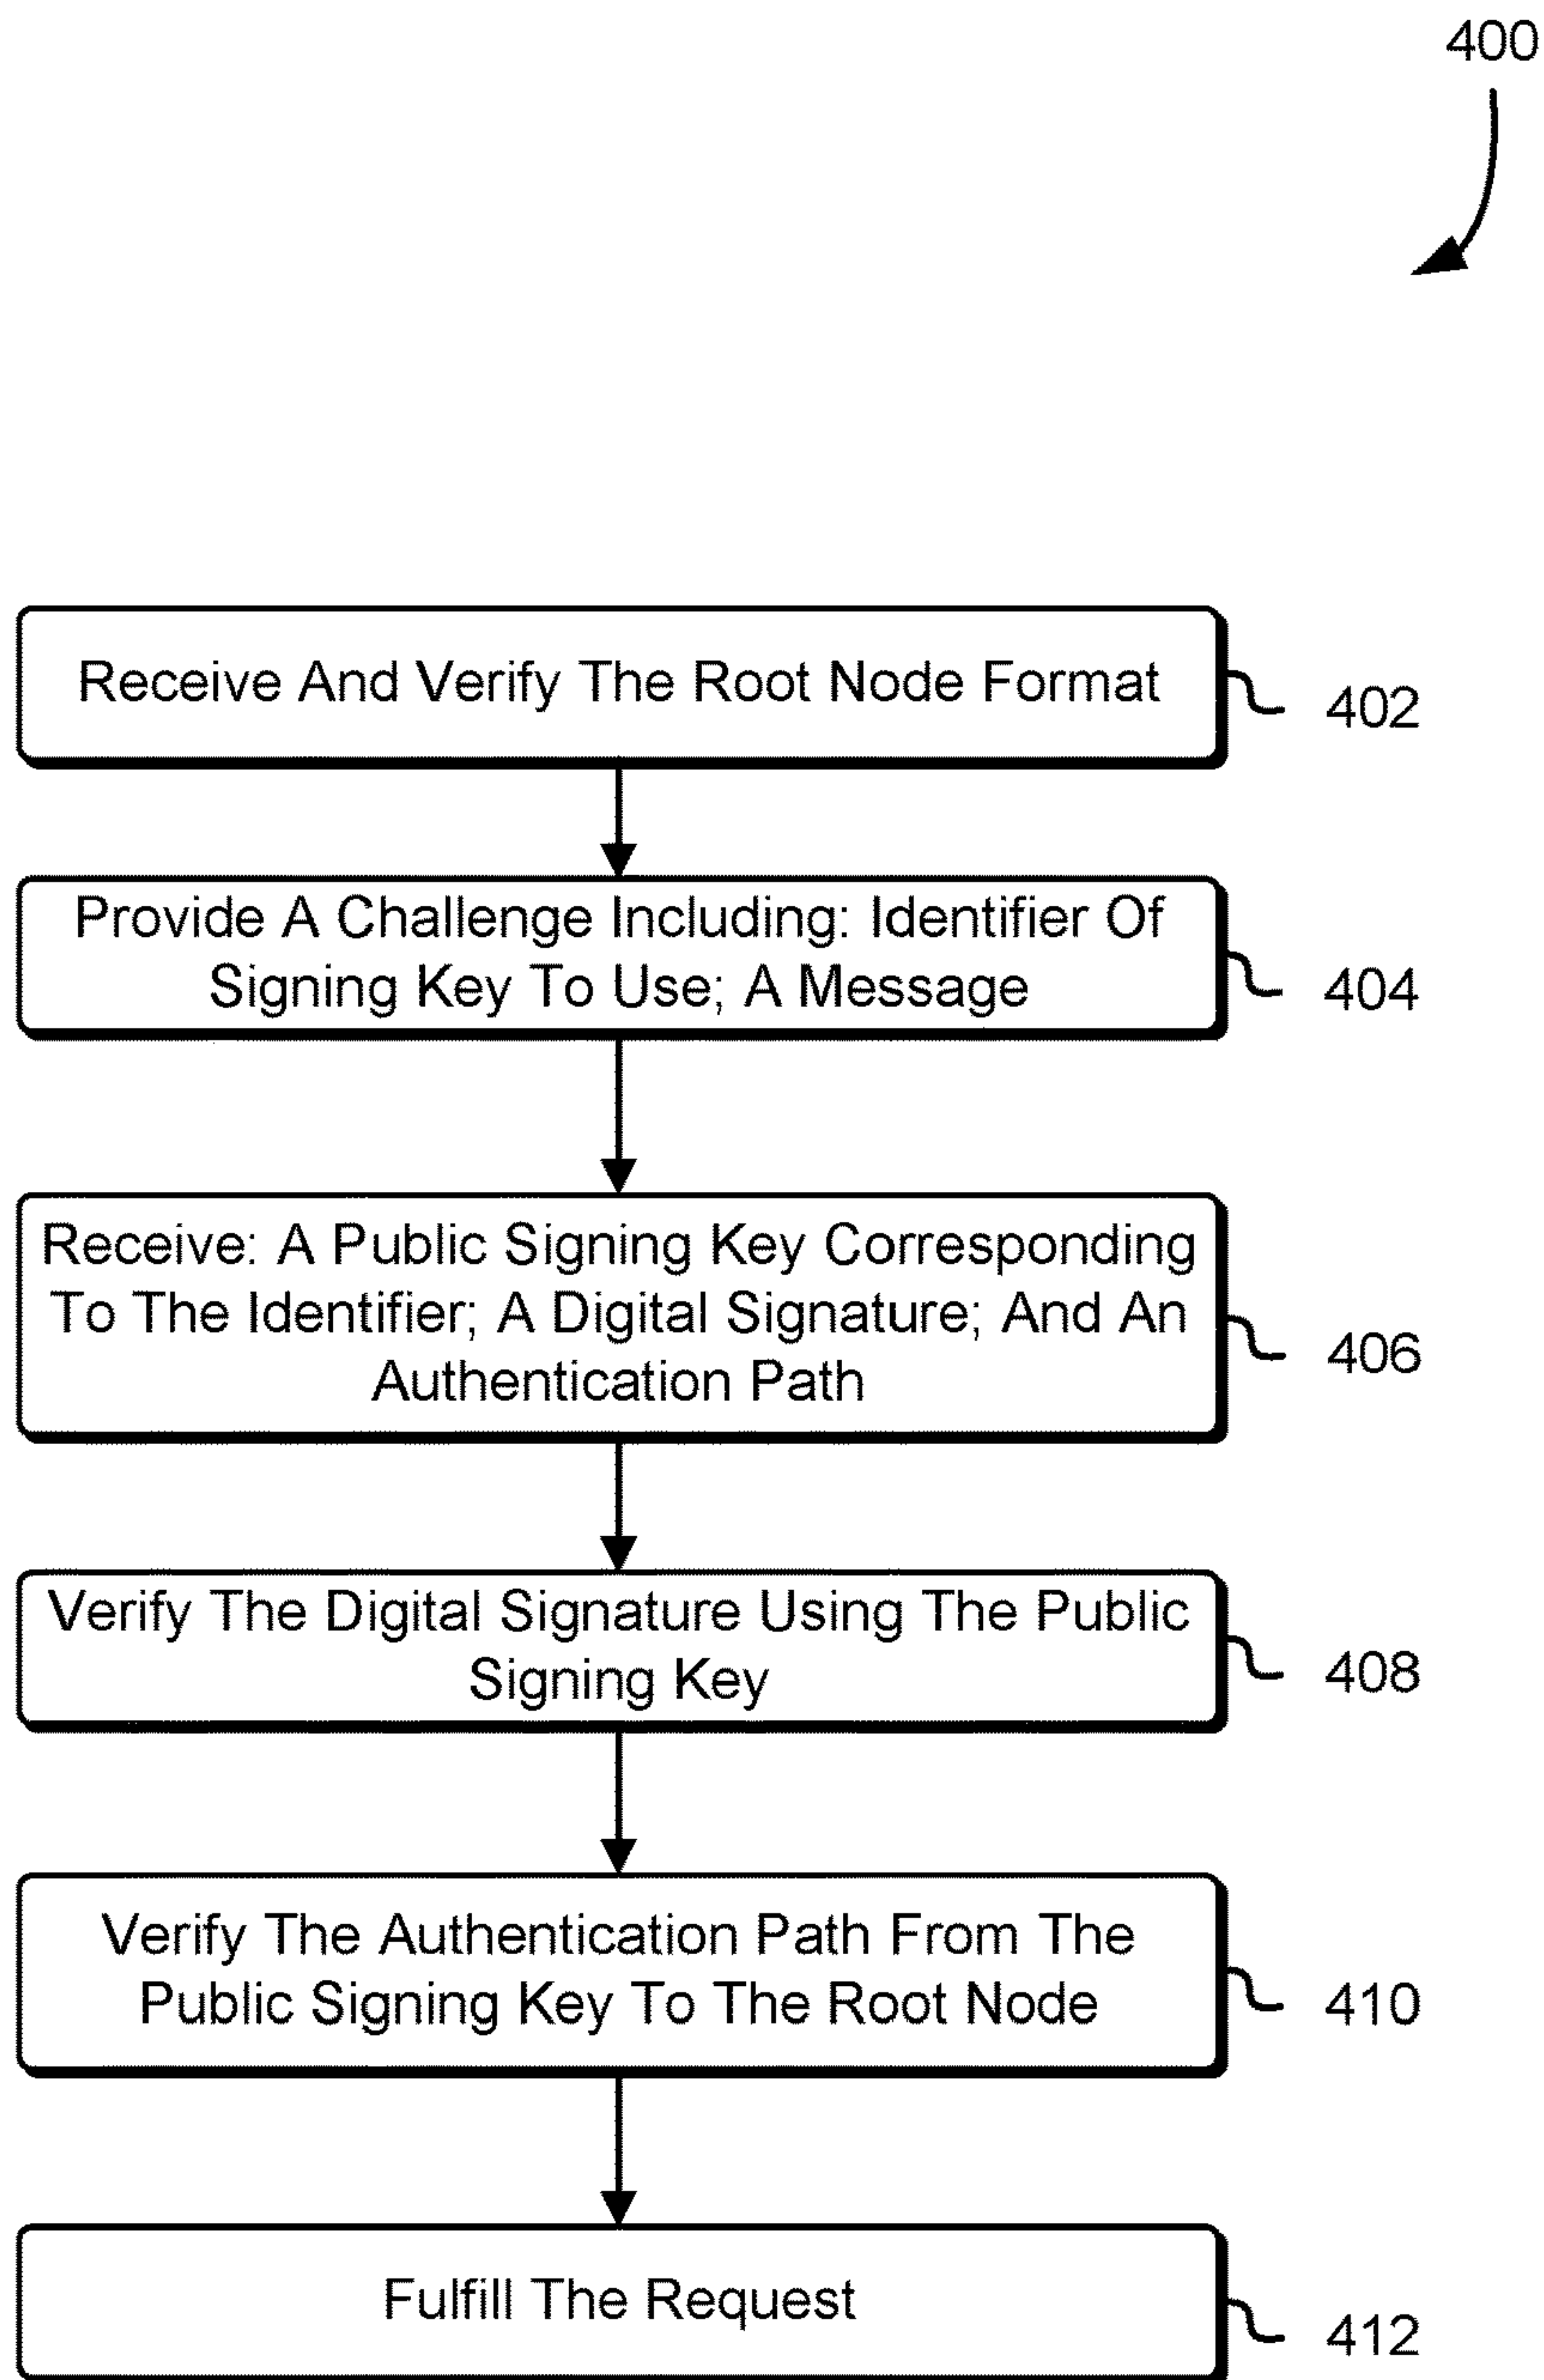 400
Receive And Verify The Root Node Format
402
Provide A Challenge Including: Identifier Of
Signing Key To Use; A Message
404
Receive: A Public Signing Key Corresponding
To The Identifier; A Digital Signature; And An
Authentication Path
406
Verify The Digital Signature Using The Public
Signing Key
408
Verify The Authentication Path From The
Public Signing Key To The Root Node
410
Fulfill The Request
412